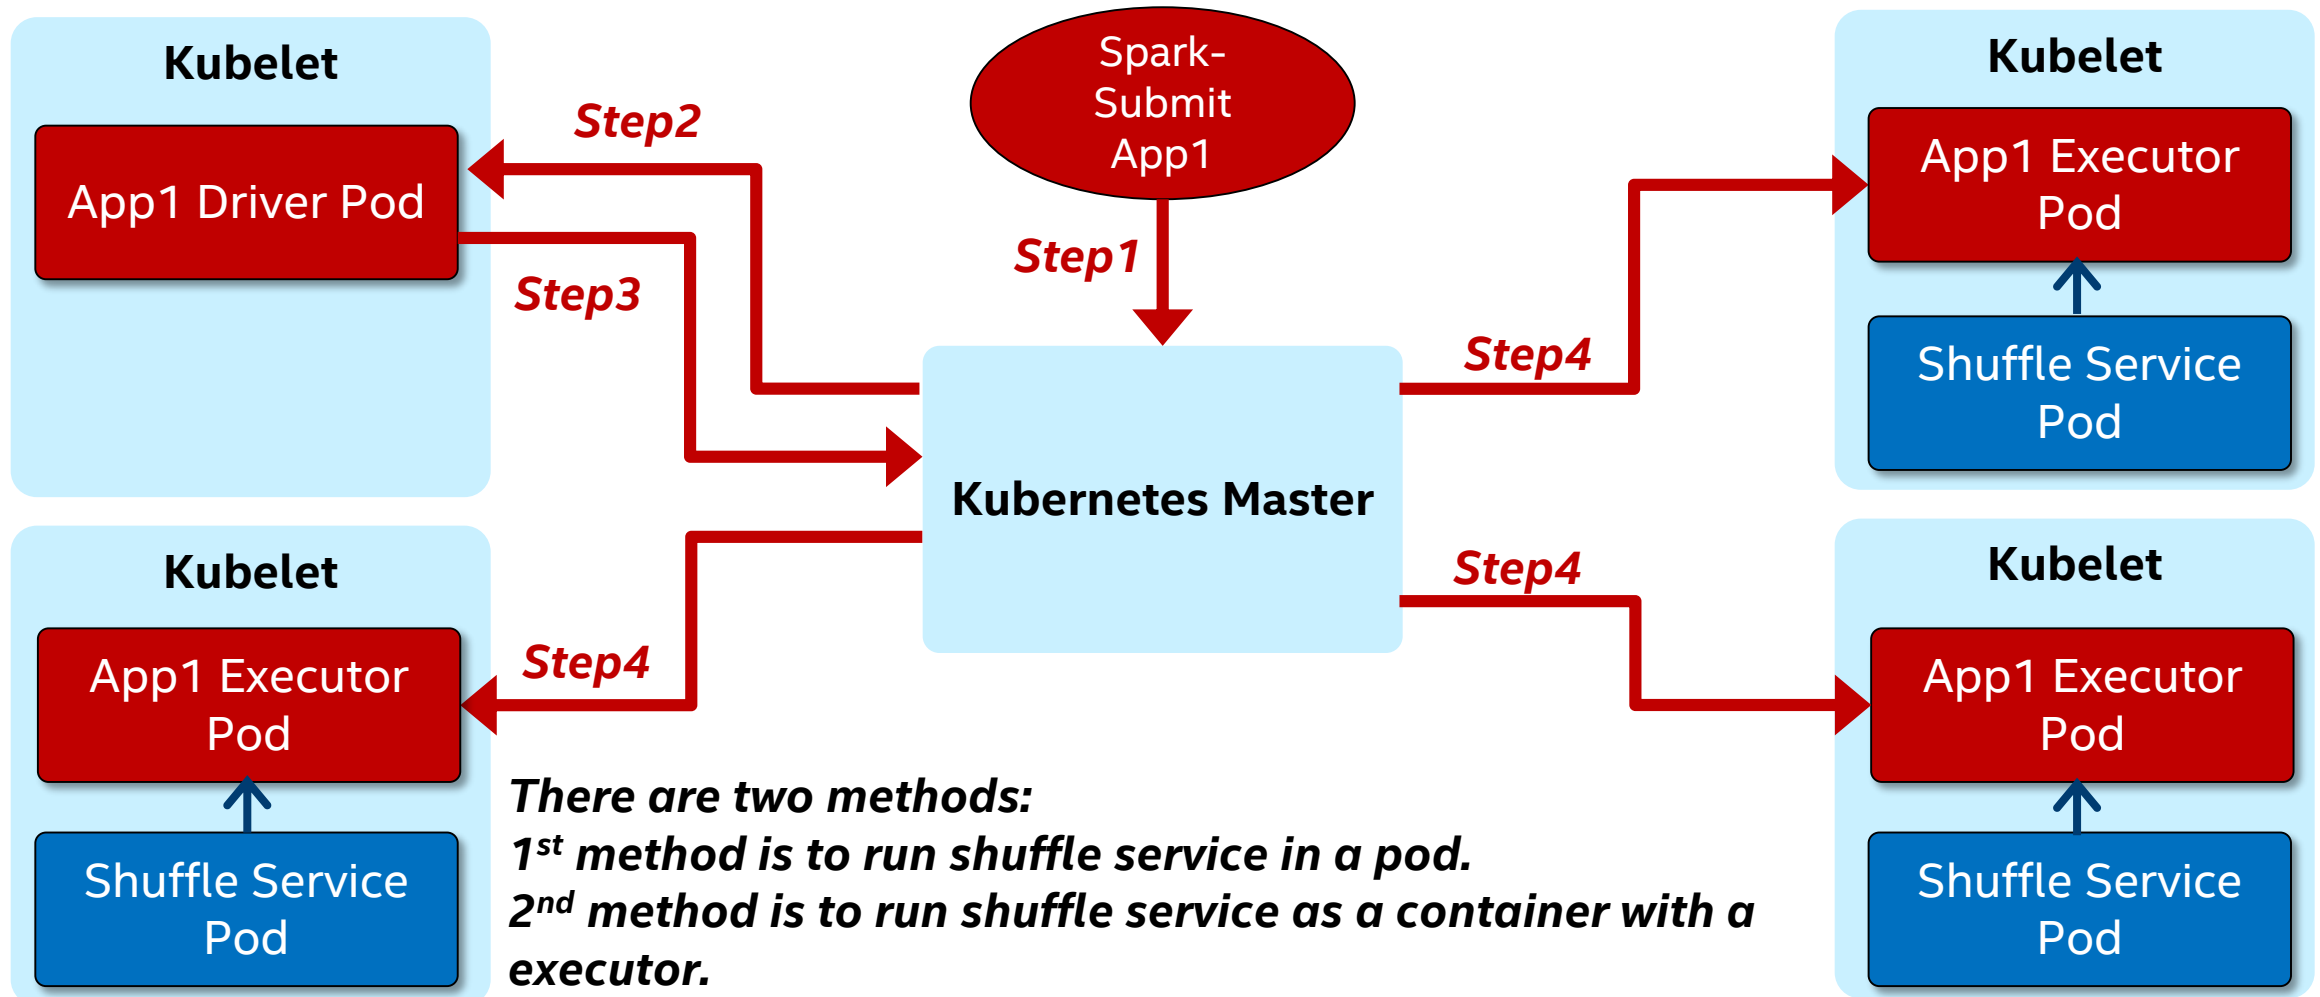 Kubelet
App1 Driver Pod
Step2
Step3
Spark-
Submit
App1
Step1
Kubernetes Master
Step4
Kubelet
App1 Executor
Pod
Shuffle Service
Pod
Kubelet
App1 Executor
Pod
Shuffle Service
Pod
Step4
Step4
Kubelet
App1 Executor
Pod
Shuffle Service
Pod
There are two methods:
1st method is to run shuffle service in a pod.
2nd method is to run shuffle service as a container with a
executor.